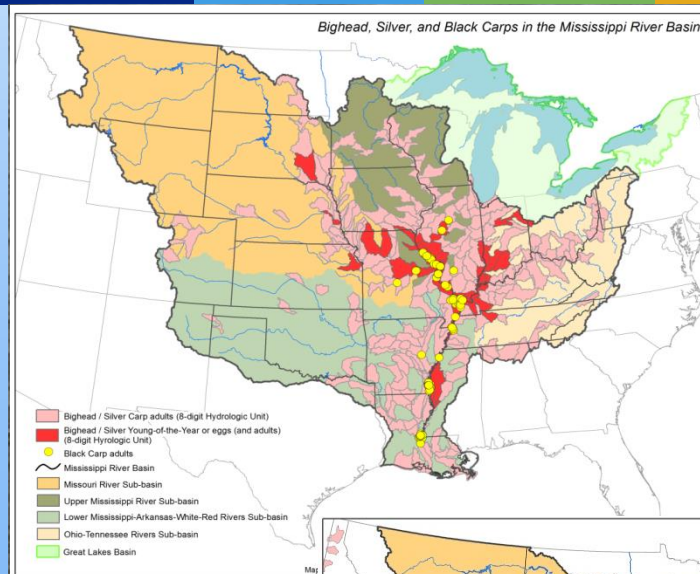 Bighead, Silver, and Black Carps in the Mississippi River Basin
Bighead / Silver Carp adults (8-digit Hydrologic Unit)
Bighead / Silver Young-of-the-Year or eggs (and adults)
(8-digit Hyrologic Unit)
Black Carp adults
Mississippi River Basin
Missouri River Sub-basin
Upper Mississippi River Sub-basin
Lower Mississippi-Arkansas-White-Red Rivers Sub-basin
Ohio-Tennessee Rivers Sub-basin
Great Lakes Basin